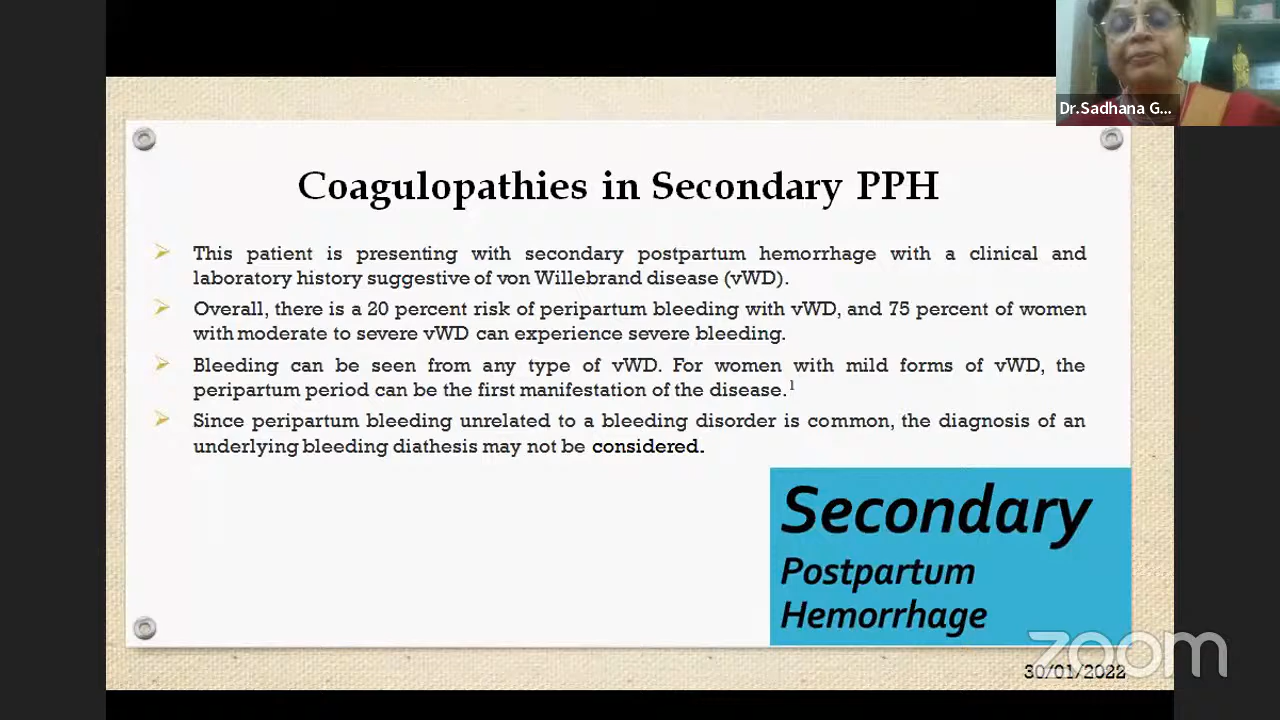 Dr.Sadhana G...
Coagulopathies in Secondary PPH
This patient is presenting with secondary postpartum hemorrhage with a clinical and
laboratory history suggestive of von Willebrand disease (vWD).
Overall, there is a 20 percent risk of peripartum bleeding with vWD, and 75 percent of women
with moderate to severe vWD can experience severe bleeding.
Bleeding can be seen from any type of vWD. For women with mild forms of vWD, the
peripartum period can be the first manifestation of the disease.1
Since peripartum bleeding unrelated to a bleeding disorder is common, the diagnosis of an
underlying bleeding diathesis may not be considered.
Secondary
Postpartum
Hemorrhage
zoom
30/01/2022